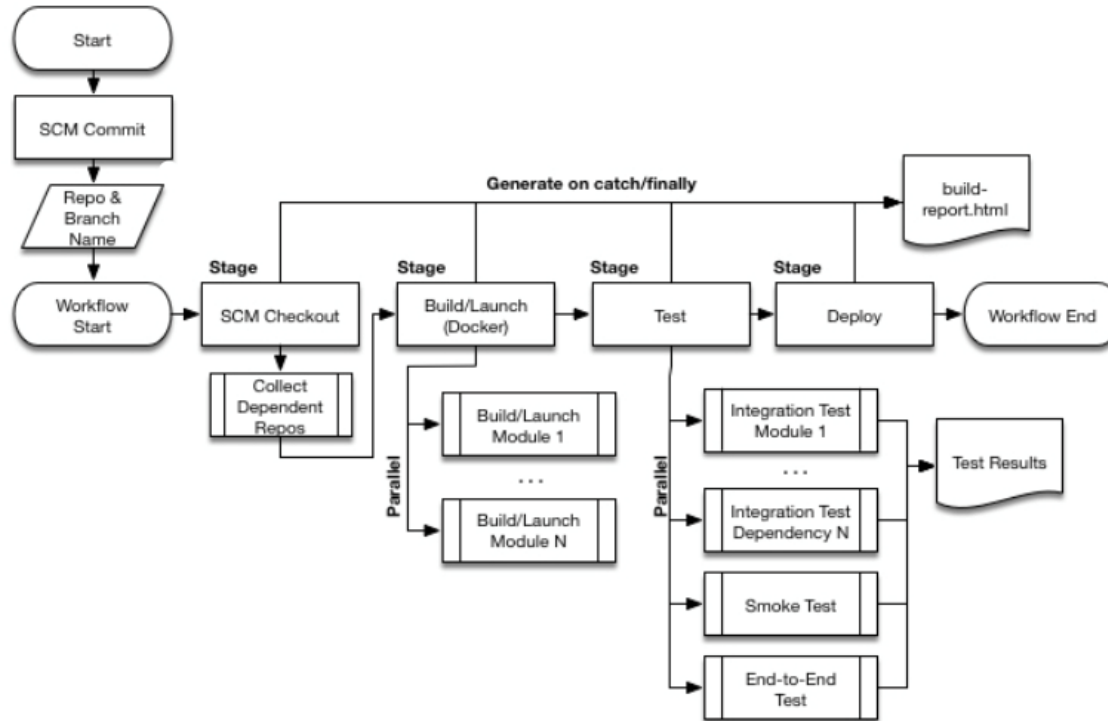 Start
SCM Commit
Repo &
Branch
Name
Workflow
Start
Generate on catch/finally
build-
report.html
Stage
SCM Checkout
Collect
Dependent
Repos
Stage
Build/Launch
(Docker)
Parallel
Build/Launch
Module 1
...
Build/Launch
Module N
Stage
Test
Parallel
Integration Test
Module 1
...
Integration Test
Dependency N
Smoke Test
End-to-End
Test
Test Results
Stage
Deploy
Workflow End